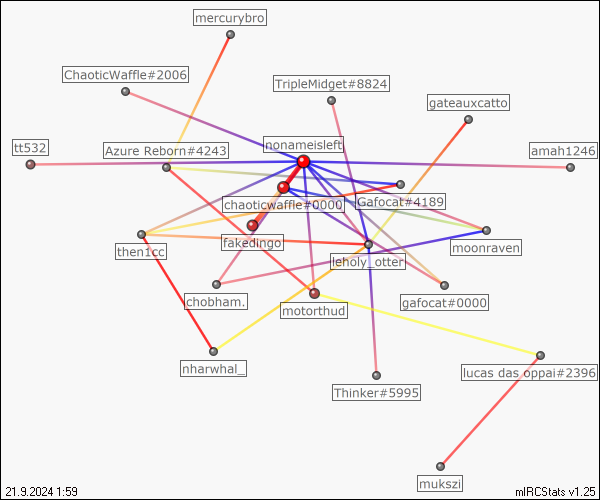 mercurybro
ChaoticWaffle#2006
TripleMidget#8824
gateauxcatto
tt532
Azure Reborn#4243
nonameisleft
amah1246
chaoticwaffle#0000
Gafocat#4189
fakedingo
then1cc
leholy_otter
moonraven
chobham.
motorthud
gafocat#0000
nharwhal_
lucas das oppai#2396
Thinker#5995
mukszi
21.9.2024 1:59
mIRCStats v1.25